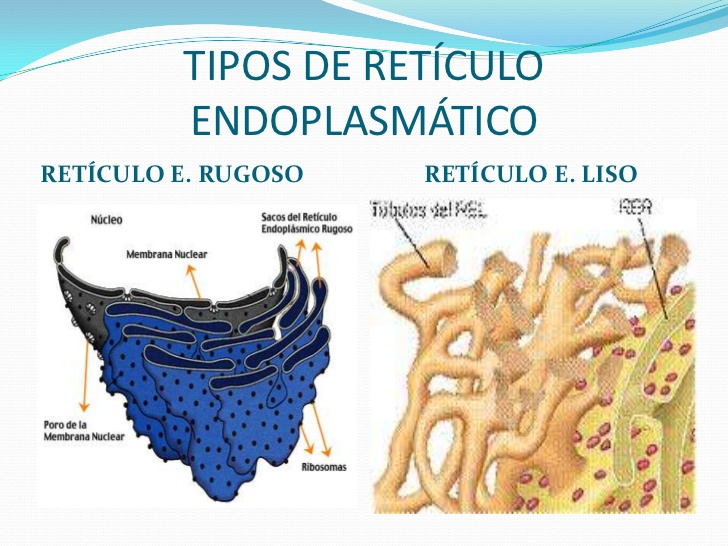 TIPOS DE RETÍCULO
ENDOPLASMÁTICO
RETÍCULO E. RUGOSO
RETÍCULO E. LISO
Núcleo
Sacos del Retículo
Endoplásmico Rugoso
Membrana Nuclear
Poro de la
Membrana Nuclear
Ribosomas
Túbulos del REL
RER